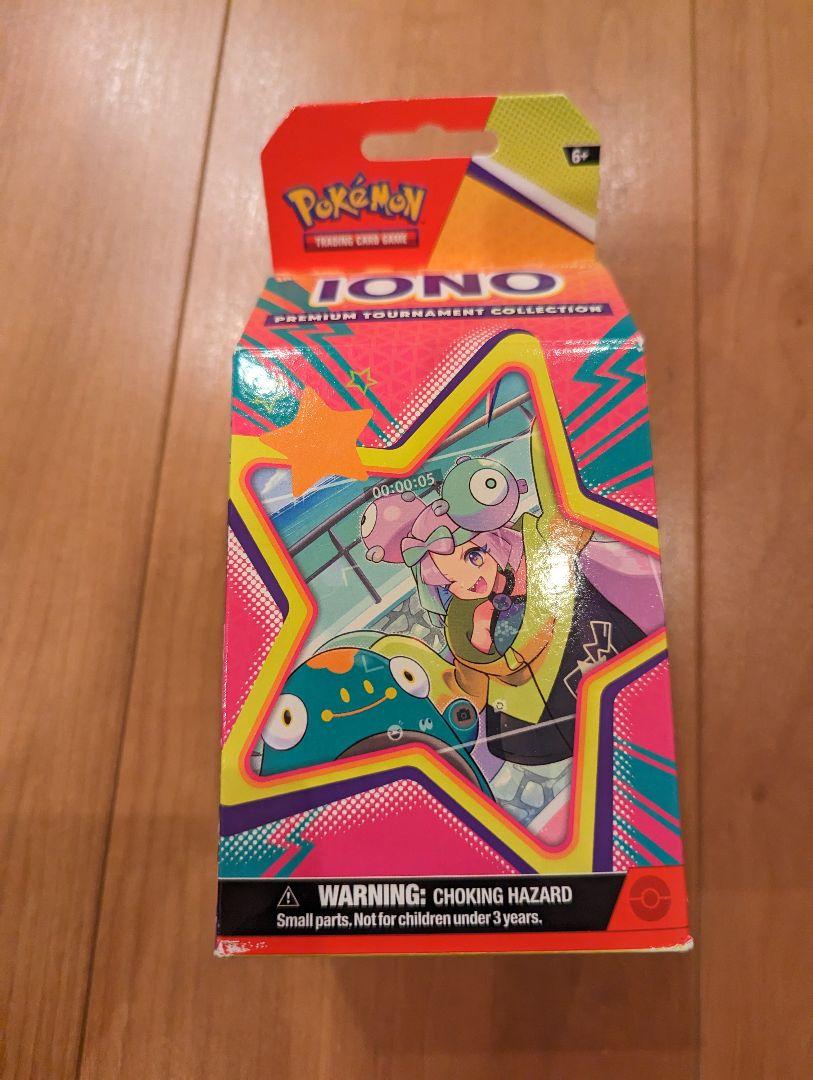 6+
POKéMON
TRADING CARD GAME
IONO
PREMIUM TOURNAMENT COLLECTION
00:00:05
WARNING: CHOKING HAZARD
Small parts. Not for children under 3 years.